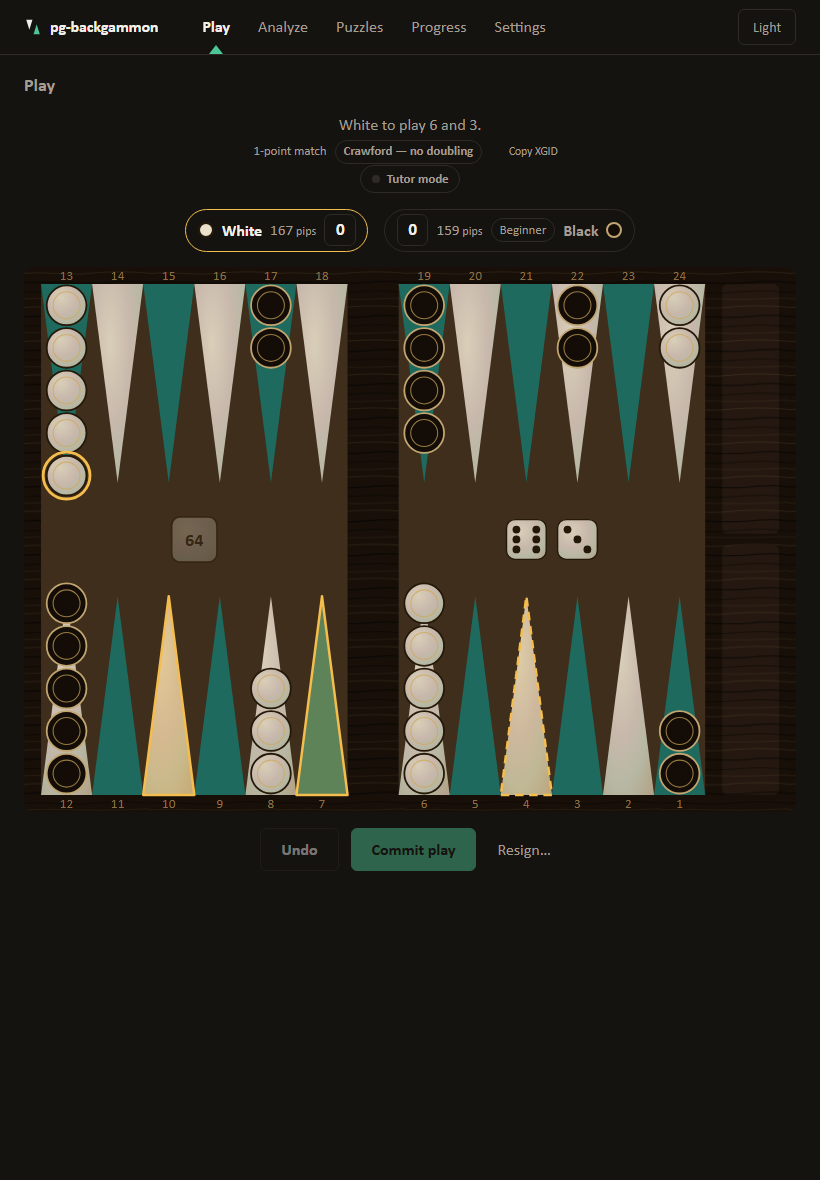 pg-backgammon Play Analyze Puzzles Progress Settings Light
Play
White to play 6 and 3.
1-point match Crawford — no doubling Copy XGID
Tutor mode
White 167 pips 0 0 159 pips Beginner Black
13 14 15 16 17 18 19 20 21 22 23 24
64
12 11 10 9 8 7 6 5 4 3 2 1
Undo Commit play Resign...